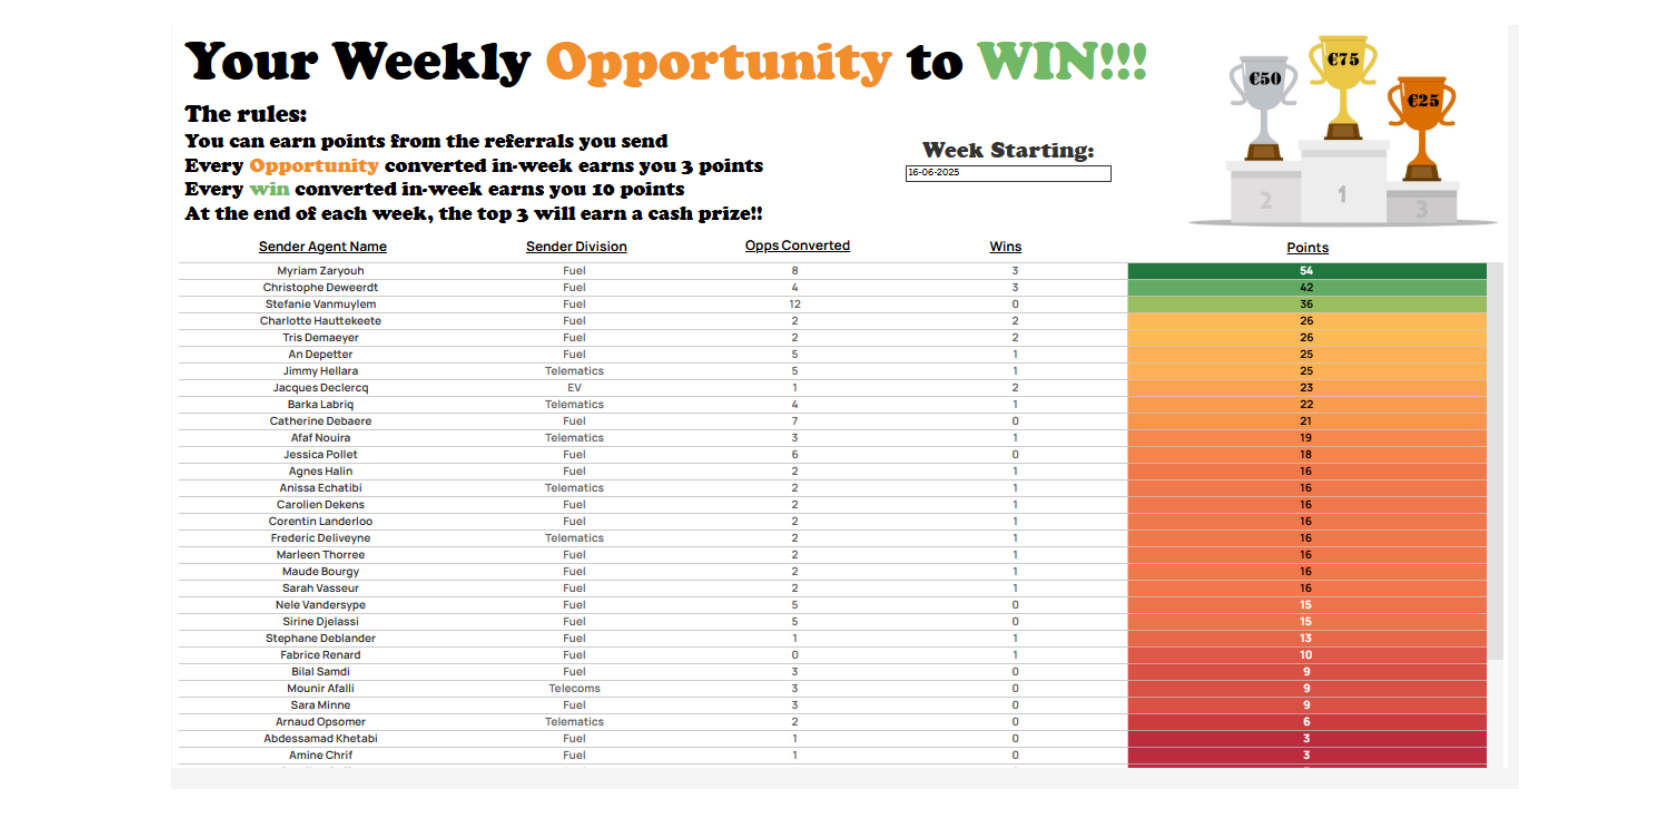 Your Weekly Opportunity to WIN!!!
€50 €75 €25
The rules:
You can earn points from the referrals you send
Every Opportunity converted in-week earns you 3 points
Every win converted in-week earns you 10 points
At the end of each week, the top 3 will earn a cash prize!!
Week Starting:
16-06-2025
2 1 3
Sender Agent Name Sender Division Opps Converted Wins Points
Myriam Zaryouh Fuel 8 3 54
Christophe Deweerdt Fuel 4 3 42
Stefanie Vanmuylem Fuel 12 0 36
Charlotte Hauttekeete Fuel 2 2 26
Tris Demaeyer Fuel 2 2 26
An Depetter Fuel 5 1 25
Jimmy Hellara Telematics 5 1 25
Jacques Declercq EV 1 2 23
Barka Labriq Telematics 4 1 22
Catherine Debaere Fuel 7 0 21
Afaf Nouira Telematics 3 1 19
Jessica Pollet Fuel 6 0 18
Agnes Halin Fuel 2 1 16
Anissa Echatibi Telematics 2 1 16
Carolien Dekens Fuel 2 1 16
Corentin Landerloo Fuel 2 1 16
Frederic Deliveyne Telematics 2 1 16
Marleen Thorree Fuel 2 1 16
Maude Bourgy Fuel 2 1 16
Sarah Vasseur Fuel 2 1 16
Nele Vandersype Fuel 5 0 15
Sirine Djelassi Fuel 5 0 15
Stephane Deblander Fuel 1 1 13
Fabrice Renard Fuel 0 1 10
Bilal Samdi Fuel 3 0 9
Mounir Afalli Telecoms 3 0 9
Sara Minne Fuel 3 0 9
Arnaud Opsomer Telematics 2 0 6
Abdessamad Khetabi Fuel 1 0 3
Amine Chrif Fuel 1 0 3